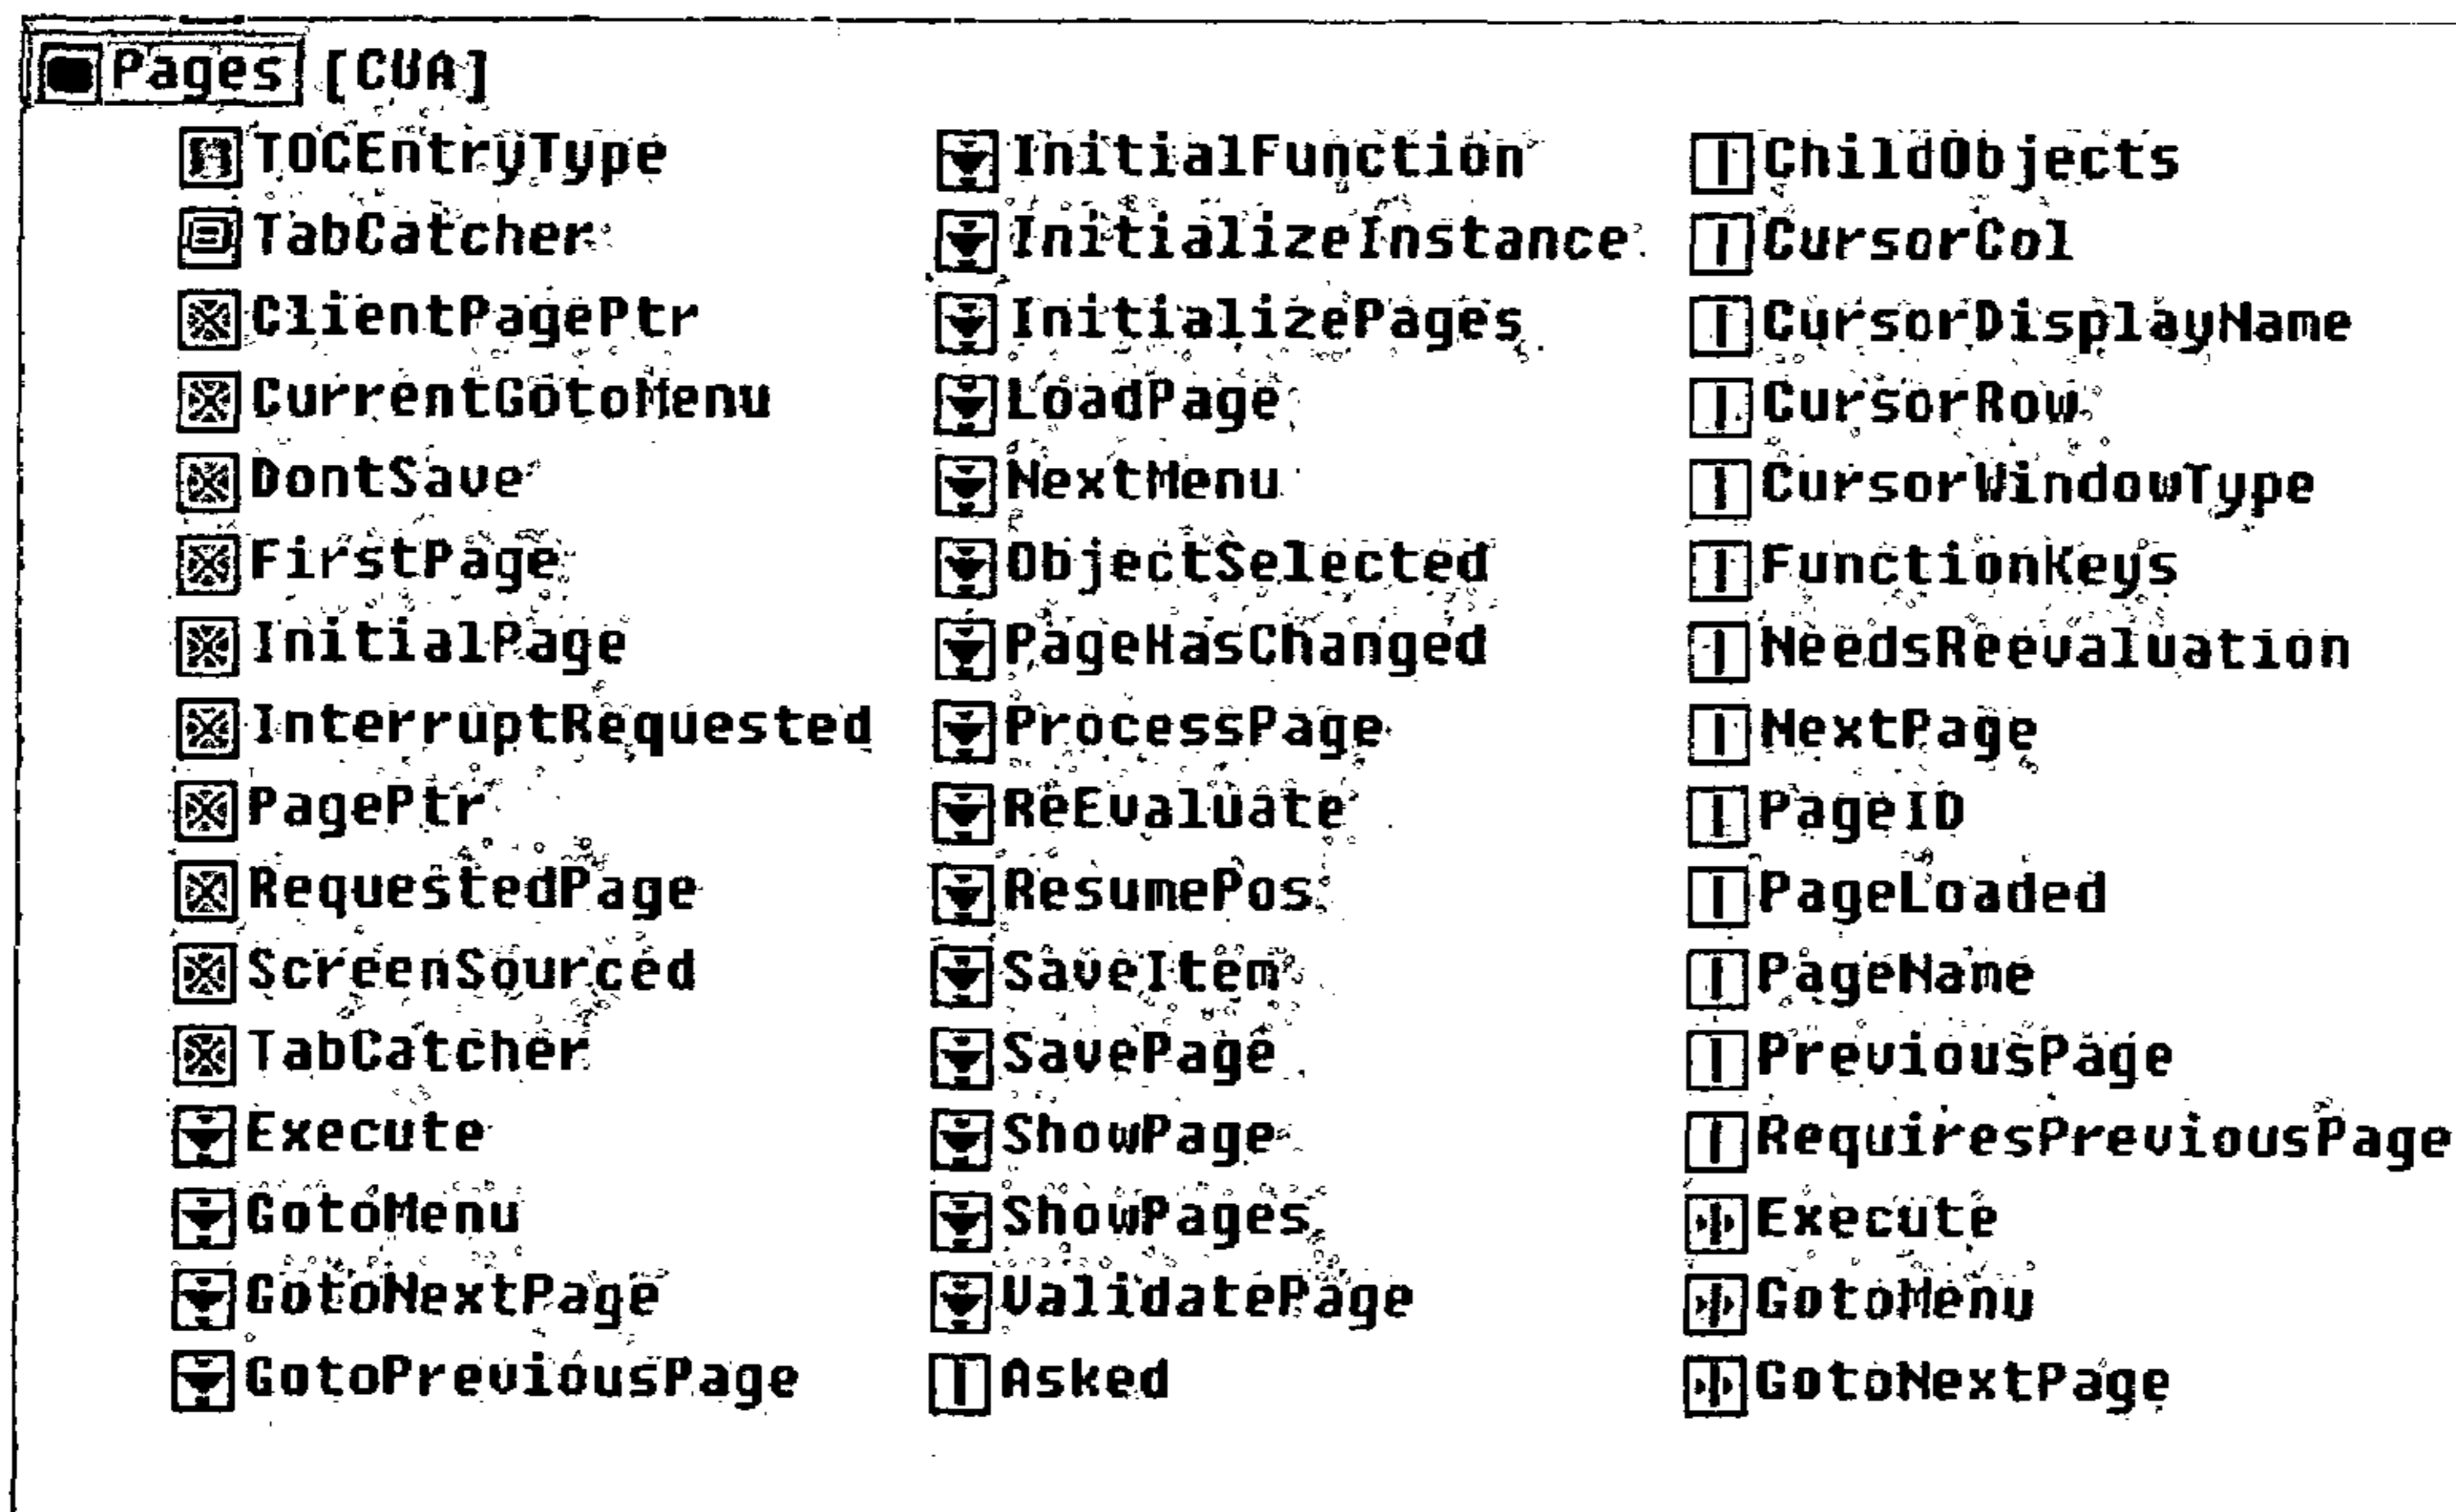 Pages [CUA]
TOCEntryType InitialFunction ChildObjects
TabCatcher InitializeInstance CursorCol
ClientPagePtr InitializePages CursorDisplayName
CurrentGotoMenu LoadPage CursorRow
DontSave NextMenu CursorWindowType
FirstPage ObjectSelected FunctionKeys
InitialPage PageHasChanged NeedsReevaluation
InterruptRequested ProcessPage NextPage
PagePtr ReEvaluate PageID
RequestedPage ResumePos PageLoaded
ScreenSourced SaveItem PageName
TabCatcher SavePage PreviousPage
Execute ShowPage RequiresPreviousPage
GotoMenu ShowPages Execute
GotoNextPage ValidatePage GotoMenu
GotoPreviousPage Asked GotoNextPage